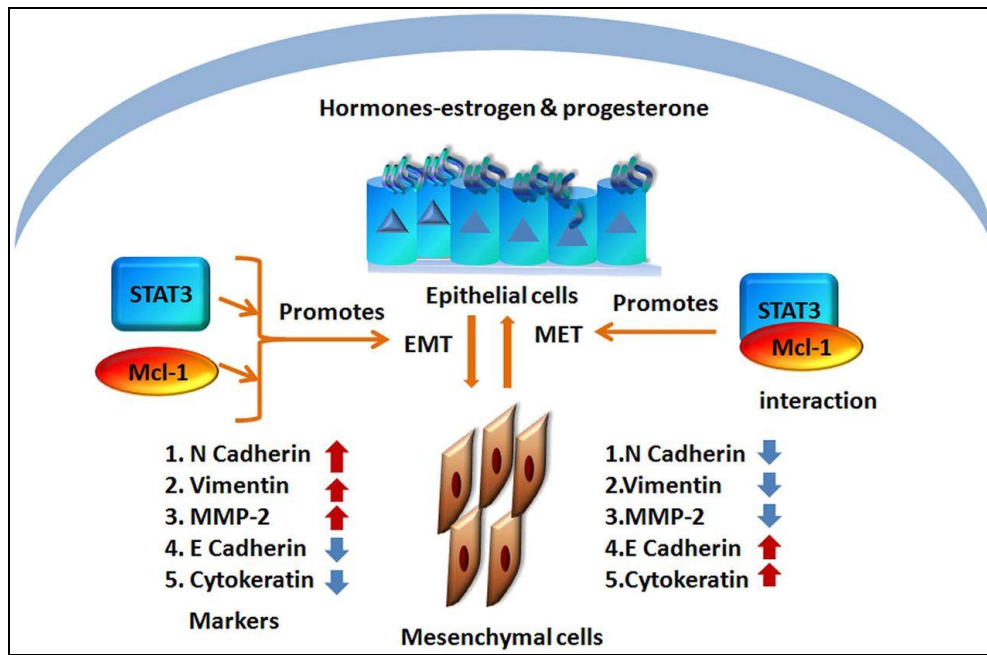 Hormones-estrogen & progesterone
STAT3
Mcl-1
Promotes
Epithelial cells
EMT
MET
Promotes
STAT3
Mcl-1
interaction
1. N Cadherin
2. Vimentin
3. MMP-2
4. E Cadherin
5. Cytokeratin
Markers
1.N Cadherin
2.Vimentin
3.MMP-2
4.E Cadherin
5.Cytokeratin
Mesenchymal cells